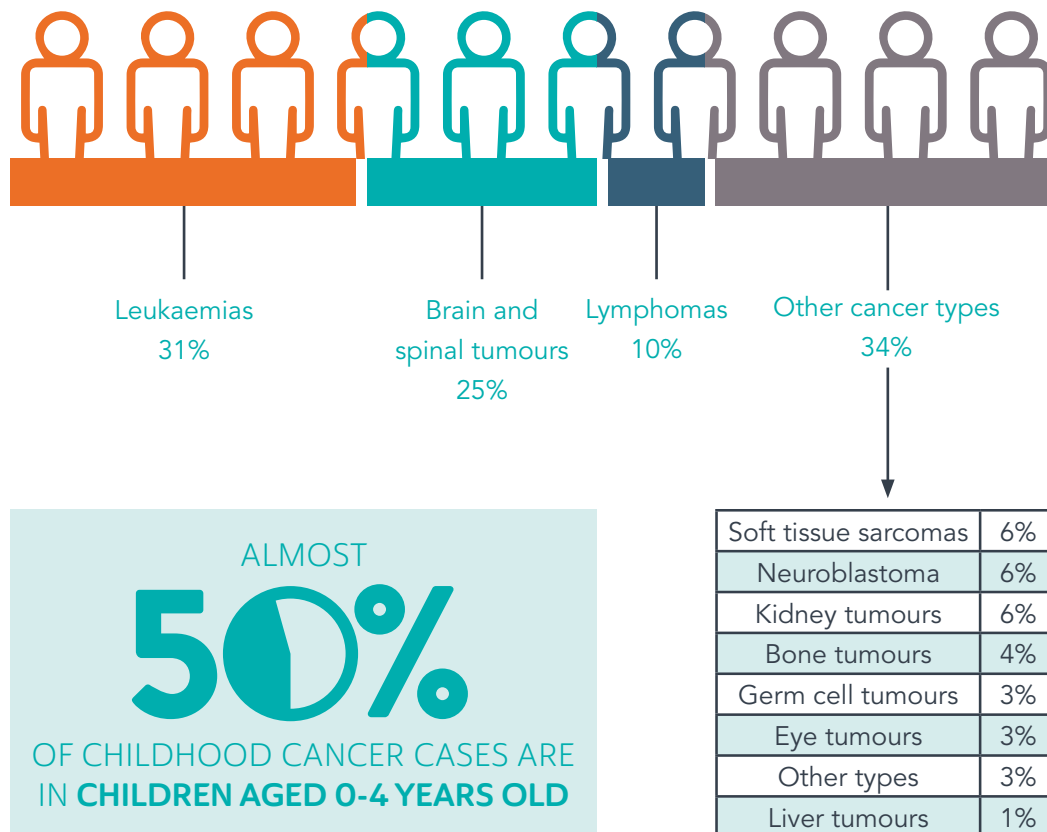 Leukaemias
31%
Brain and
spinal tumours
25%
Lymphomas
10%
Other cancer types
34%
ALMOST
50%
OF CHILDHOOD CANCER CASES ARE
IN CHILDREN AGED 0-4 YEARS OLD
Soft tissue sarcomas 6%
Neuroblastoma 6%
Kidney tumours 6%
Bone tumours 4%
Germ cell tumours 3%
Eye tumours 3%
Other types 3%
Liver tumours 1%